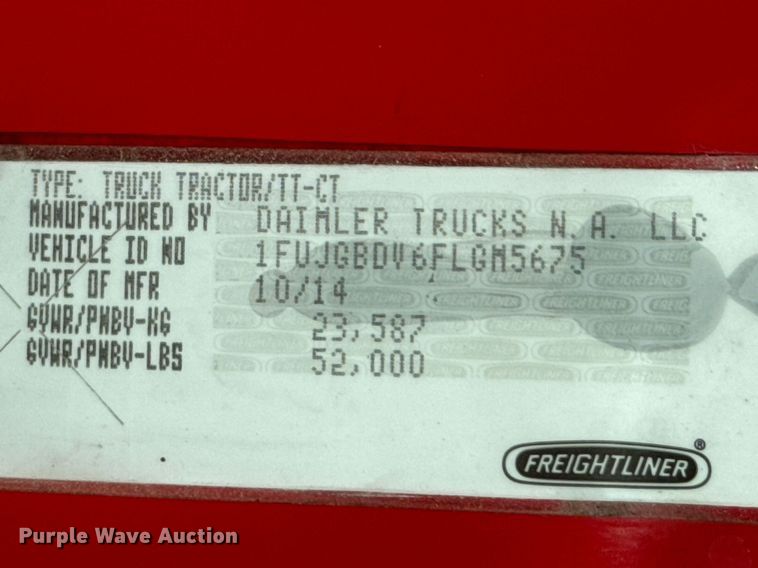 TYPE: TRUCK TRACTOR/TT-CT
MANUFACTURED BY DAIMLER TRUCKS N.A. LLC
VEHICLE ID NO 1FUJGBDV6FLGM5675
DATE OF MFR 10/14
GVWR/PNBV-KG 23,587
GVWR/PNBV-LBS 52,000
FREIGHTLINER®
Purple Wave Auction